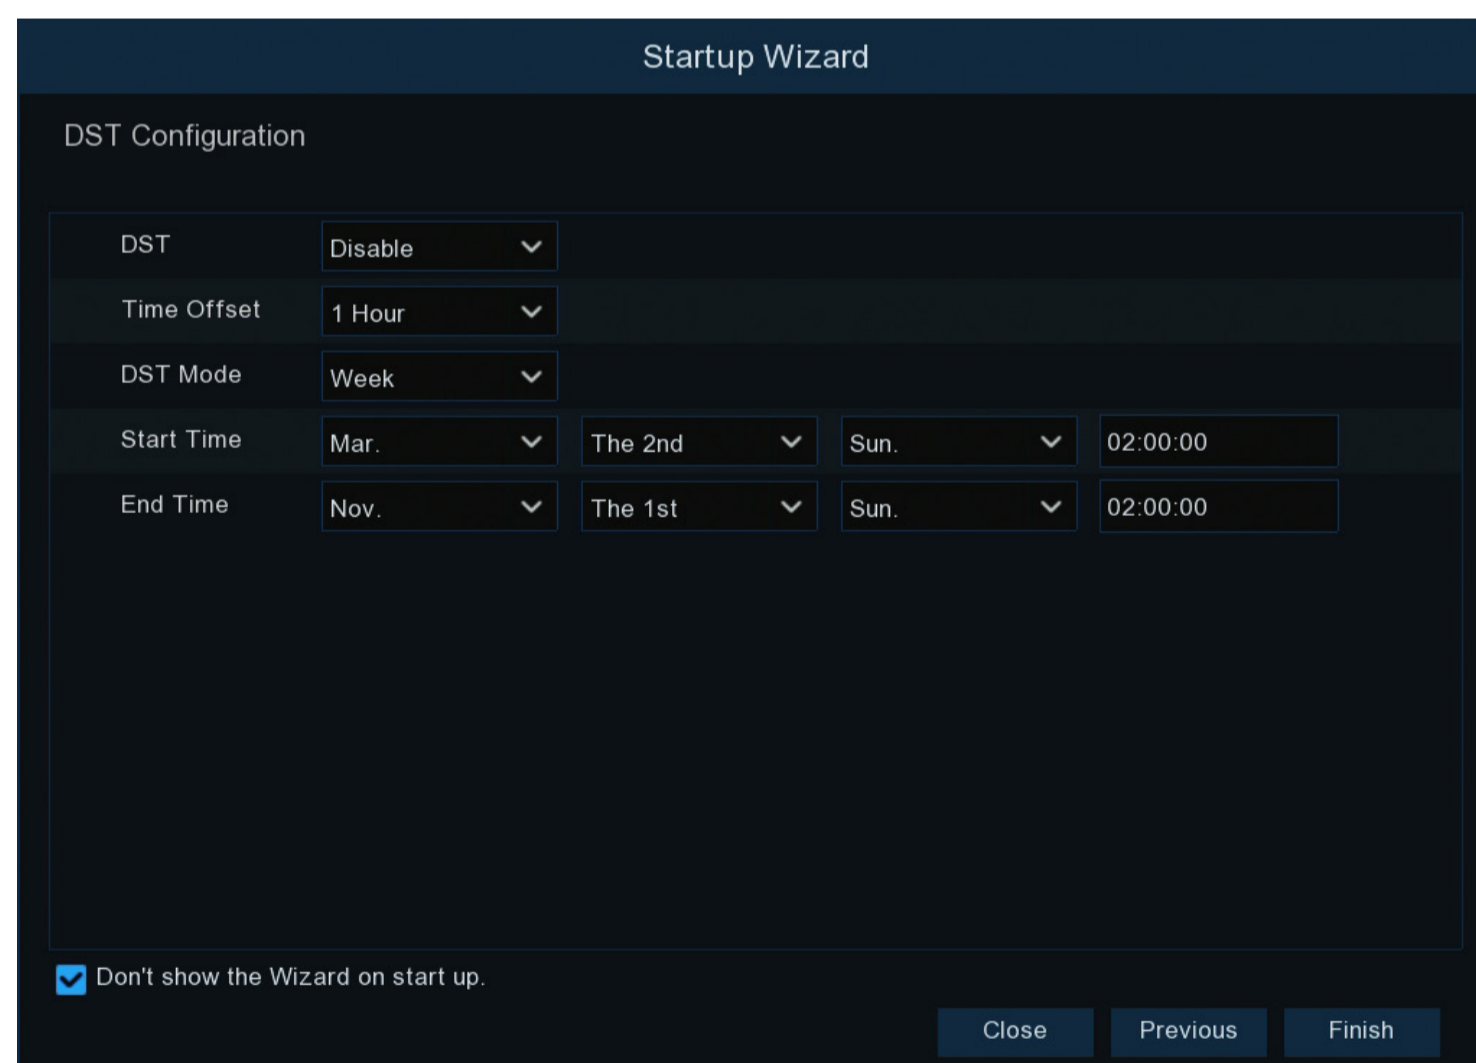 Startup Wizard
DST Configuration
DST Disable
Time Offset 1 Hour
DST Mode Week
Start Time Mar. The 2nd Sun. 02:00:00
End Time Nov. The 1st Sun. 02:00:00
Don't show the Wizard on start up.
Close Previous Finish